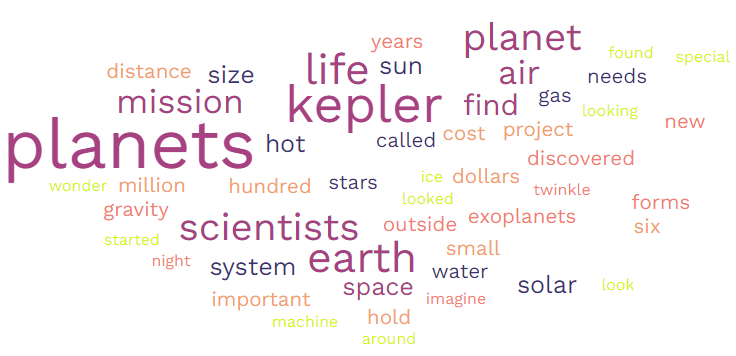 years planet found special
distance size life sun air needs
mission kepler find gas looking
planets hot called cost project new
discovered
wonder million hundred stars ice dollars twinkle
gravity looked exoplanets forms
started scientists outside six
night system earth small
water
important space imagine solar look
machine hold
around